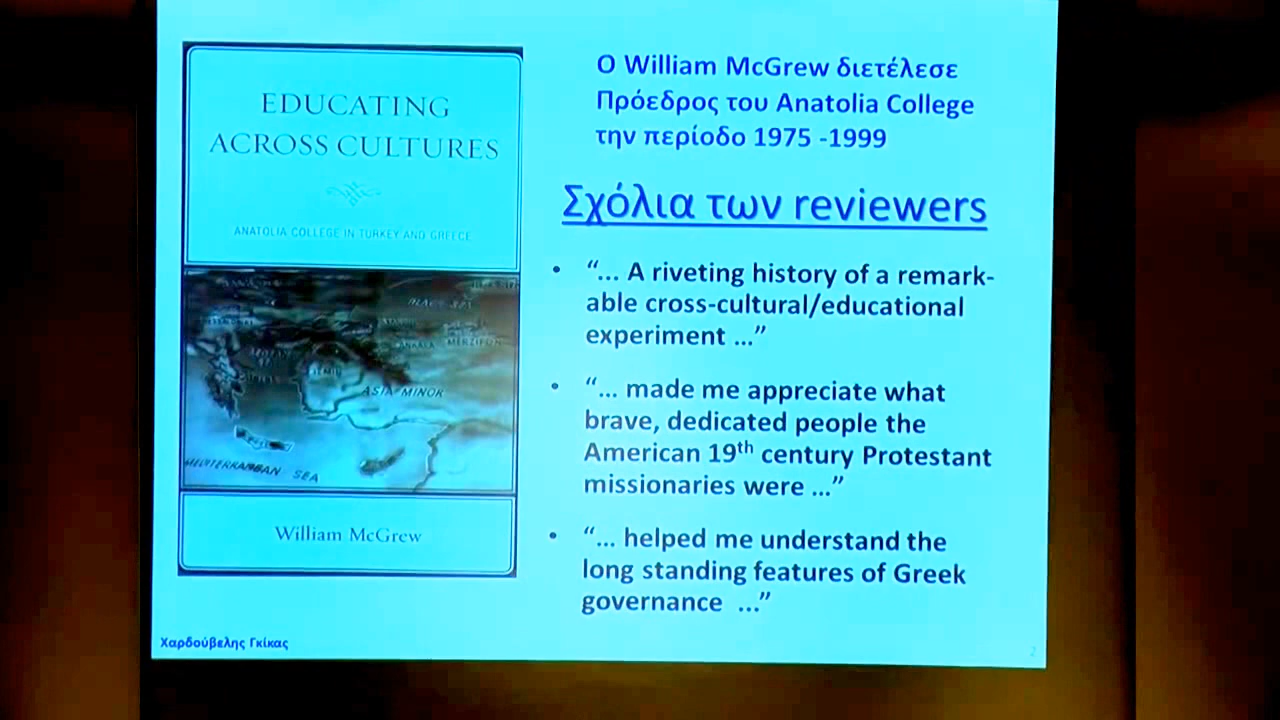 EDUCATING
ACROSS CULTURES
ANATOLIA COLLEGE IN TURKEY AND GREECE
BLACK SEA
ANKARA
MERZIFON
ASIA MINOR
MEDITERRANEAN SEA
William McGrew
Ο William McGrew διετέλεσε
Πρόεδρος του Anatolia College
την περίοδο 1975 -1999
Σχόλια των reviewers
• “... A riveting history of a remark-
able cross-cultural/educational
experiment ...”
• “... made me appreciate what
brave, dedicated people the
American 19th century Protestant
missionaries were ...”
• “... helped me understand the
long standing features of Greek
governance ...”
Χαρδούβελης Γκίκας
2